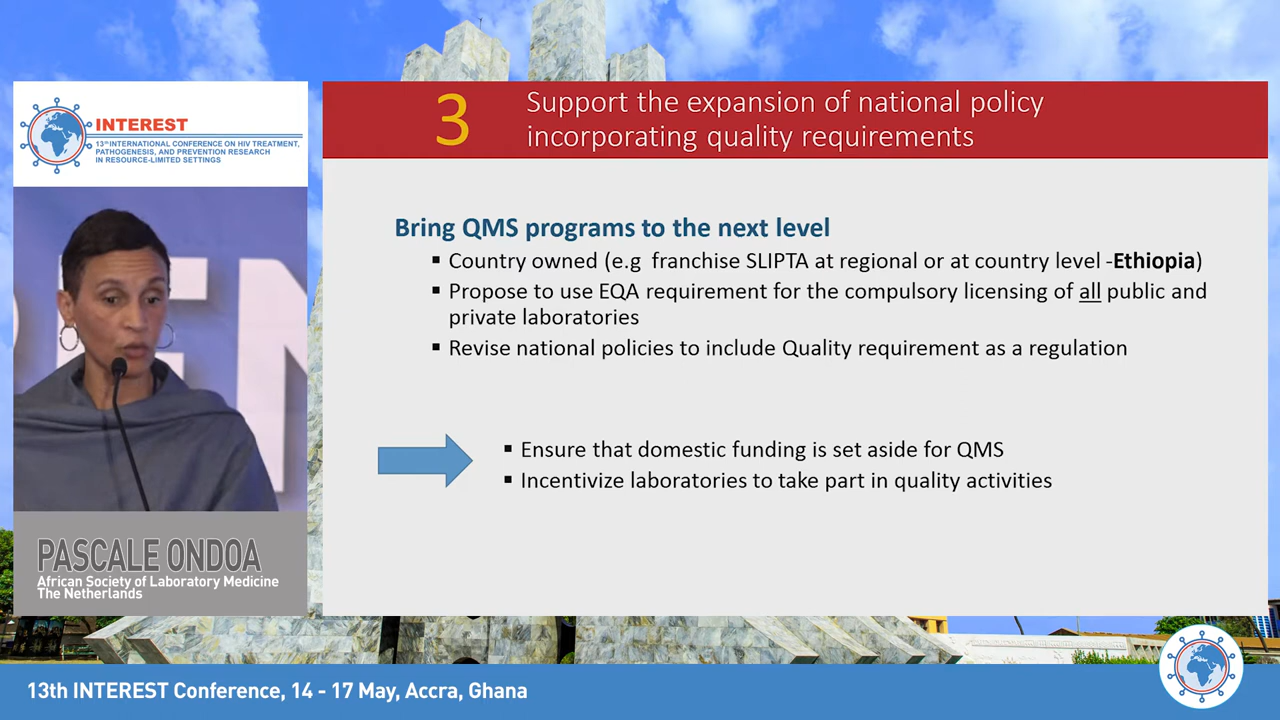 INTEREST
13th INTERNATIONAL CONFERENCE ON HIV TREATMENT,
PATHOGENESIS, AND PREVENTION RESEARCH
IN RESOURCE-LIMITED SETTINGS
PASCALE ONDOA
African Society of Laboratory Medicine
The Netherlands
3
Support the expansion of national policy
incorporating quality requirements
Bring QMS programs to the next level
▪ Country owned (e.g franchise SLIPTA at regional or at country level -Ethiopia)
▪ Propose to use EQA requirement for the compulsory licensing of all public and
private laboratories
▪ Revise national policies to include Quality requirement as a regulation
▪ Ensure that domestic funding is set aside for QMS
▪ Incentivize laboratories to take part in quality activities
13th INTEREST Conference, 14 - 17 May, Accra, Ghana